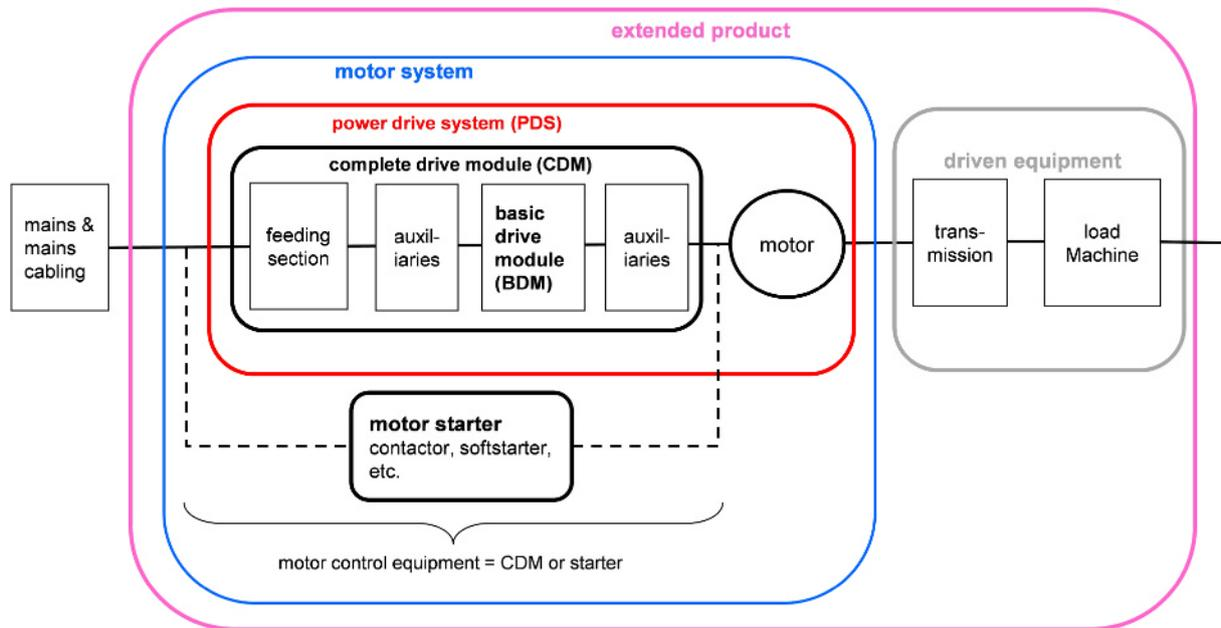 extended product
motor system
power drive system (PDS)
complete drive module (CDM)
driven equipment
mains &
mains
cabling
feeding
section
auxil-
iaries
basic
drive
module
(BDM)
auxil-
iaries
motor
trans-
mission
load
Machine
motor starter
contactor, softstarter,
etc.
motor control equipment = CDM or starter